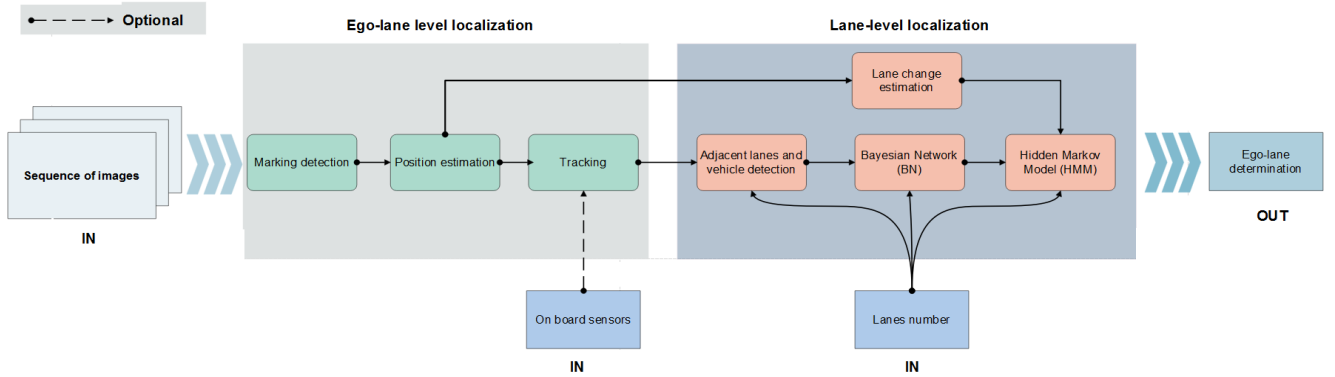 Optional
Ego-lane level localization
Lane-level localization
Lane change
estimation
Sequence of images
Marking detection
Position estimation
Tracking
Adjacent lanes and
vehicle detection
Bayesian Network
(BN)
Hidden Markov
Model (HMM)
Ego-lane
determination
IN
OUT
On board sensors
Lanes number
IN
IN